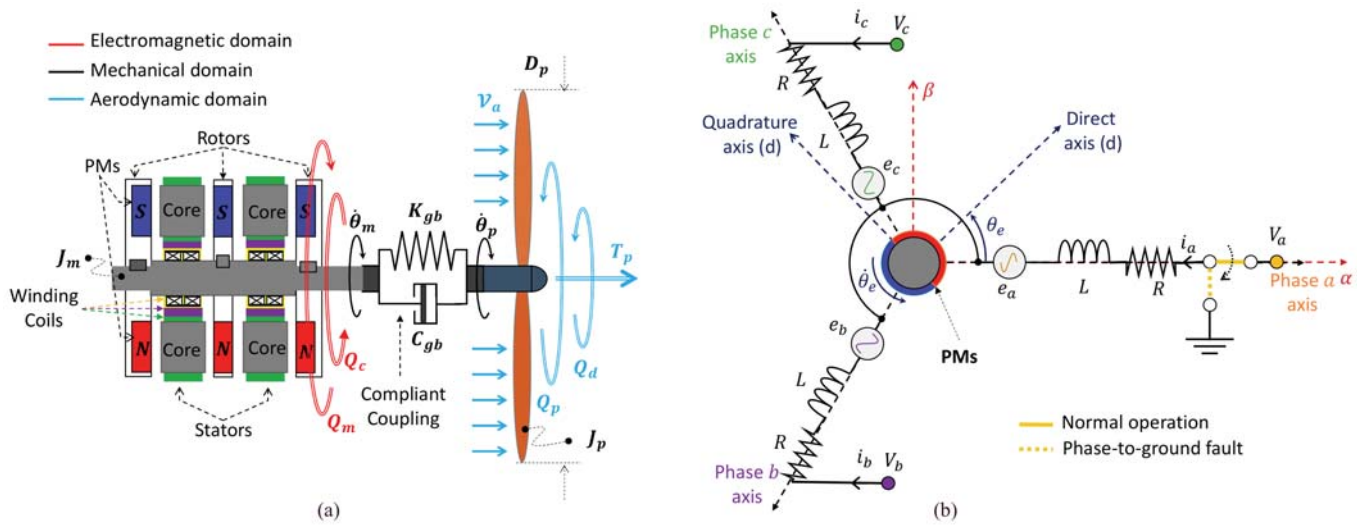 Electromagnetic domain
Mechanical domain
Aerodynamic domain
D_p
𝒱_a
Rotors
PMs
S
Core
S
Core
S
θ̇_m
K_gb
θ̇_p
J_m
T_p
Winding
Coils
N
Core
N
Core
N
Q_c
C_gb
Q_d
Compliant
Coupling
Q_p
Q_m
Stators
J_p
(a)
i_c
V_c
Phase c
axis
R
β
L
Quadrature
axis (d)
Direct
axis (d)
e_c
θ_e
V_a
i_a
θ̇_e
e_a
L
R
Phase a
axis
α
e_b
PMs
L
R
Normal operation
Phase-to-ground fault
Phase b
axis
i_b
V_b
(b)